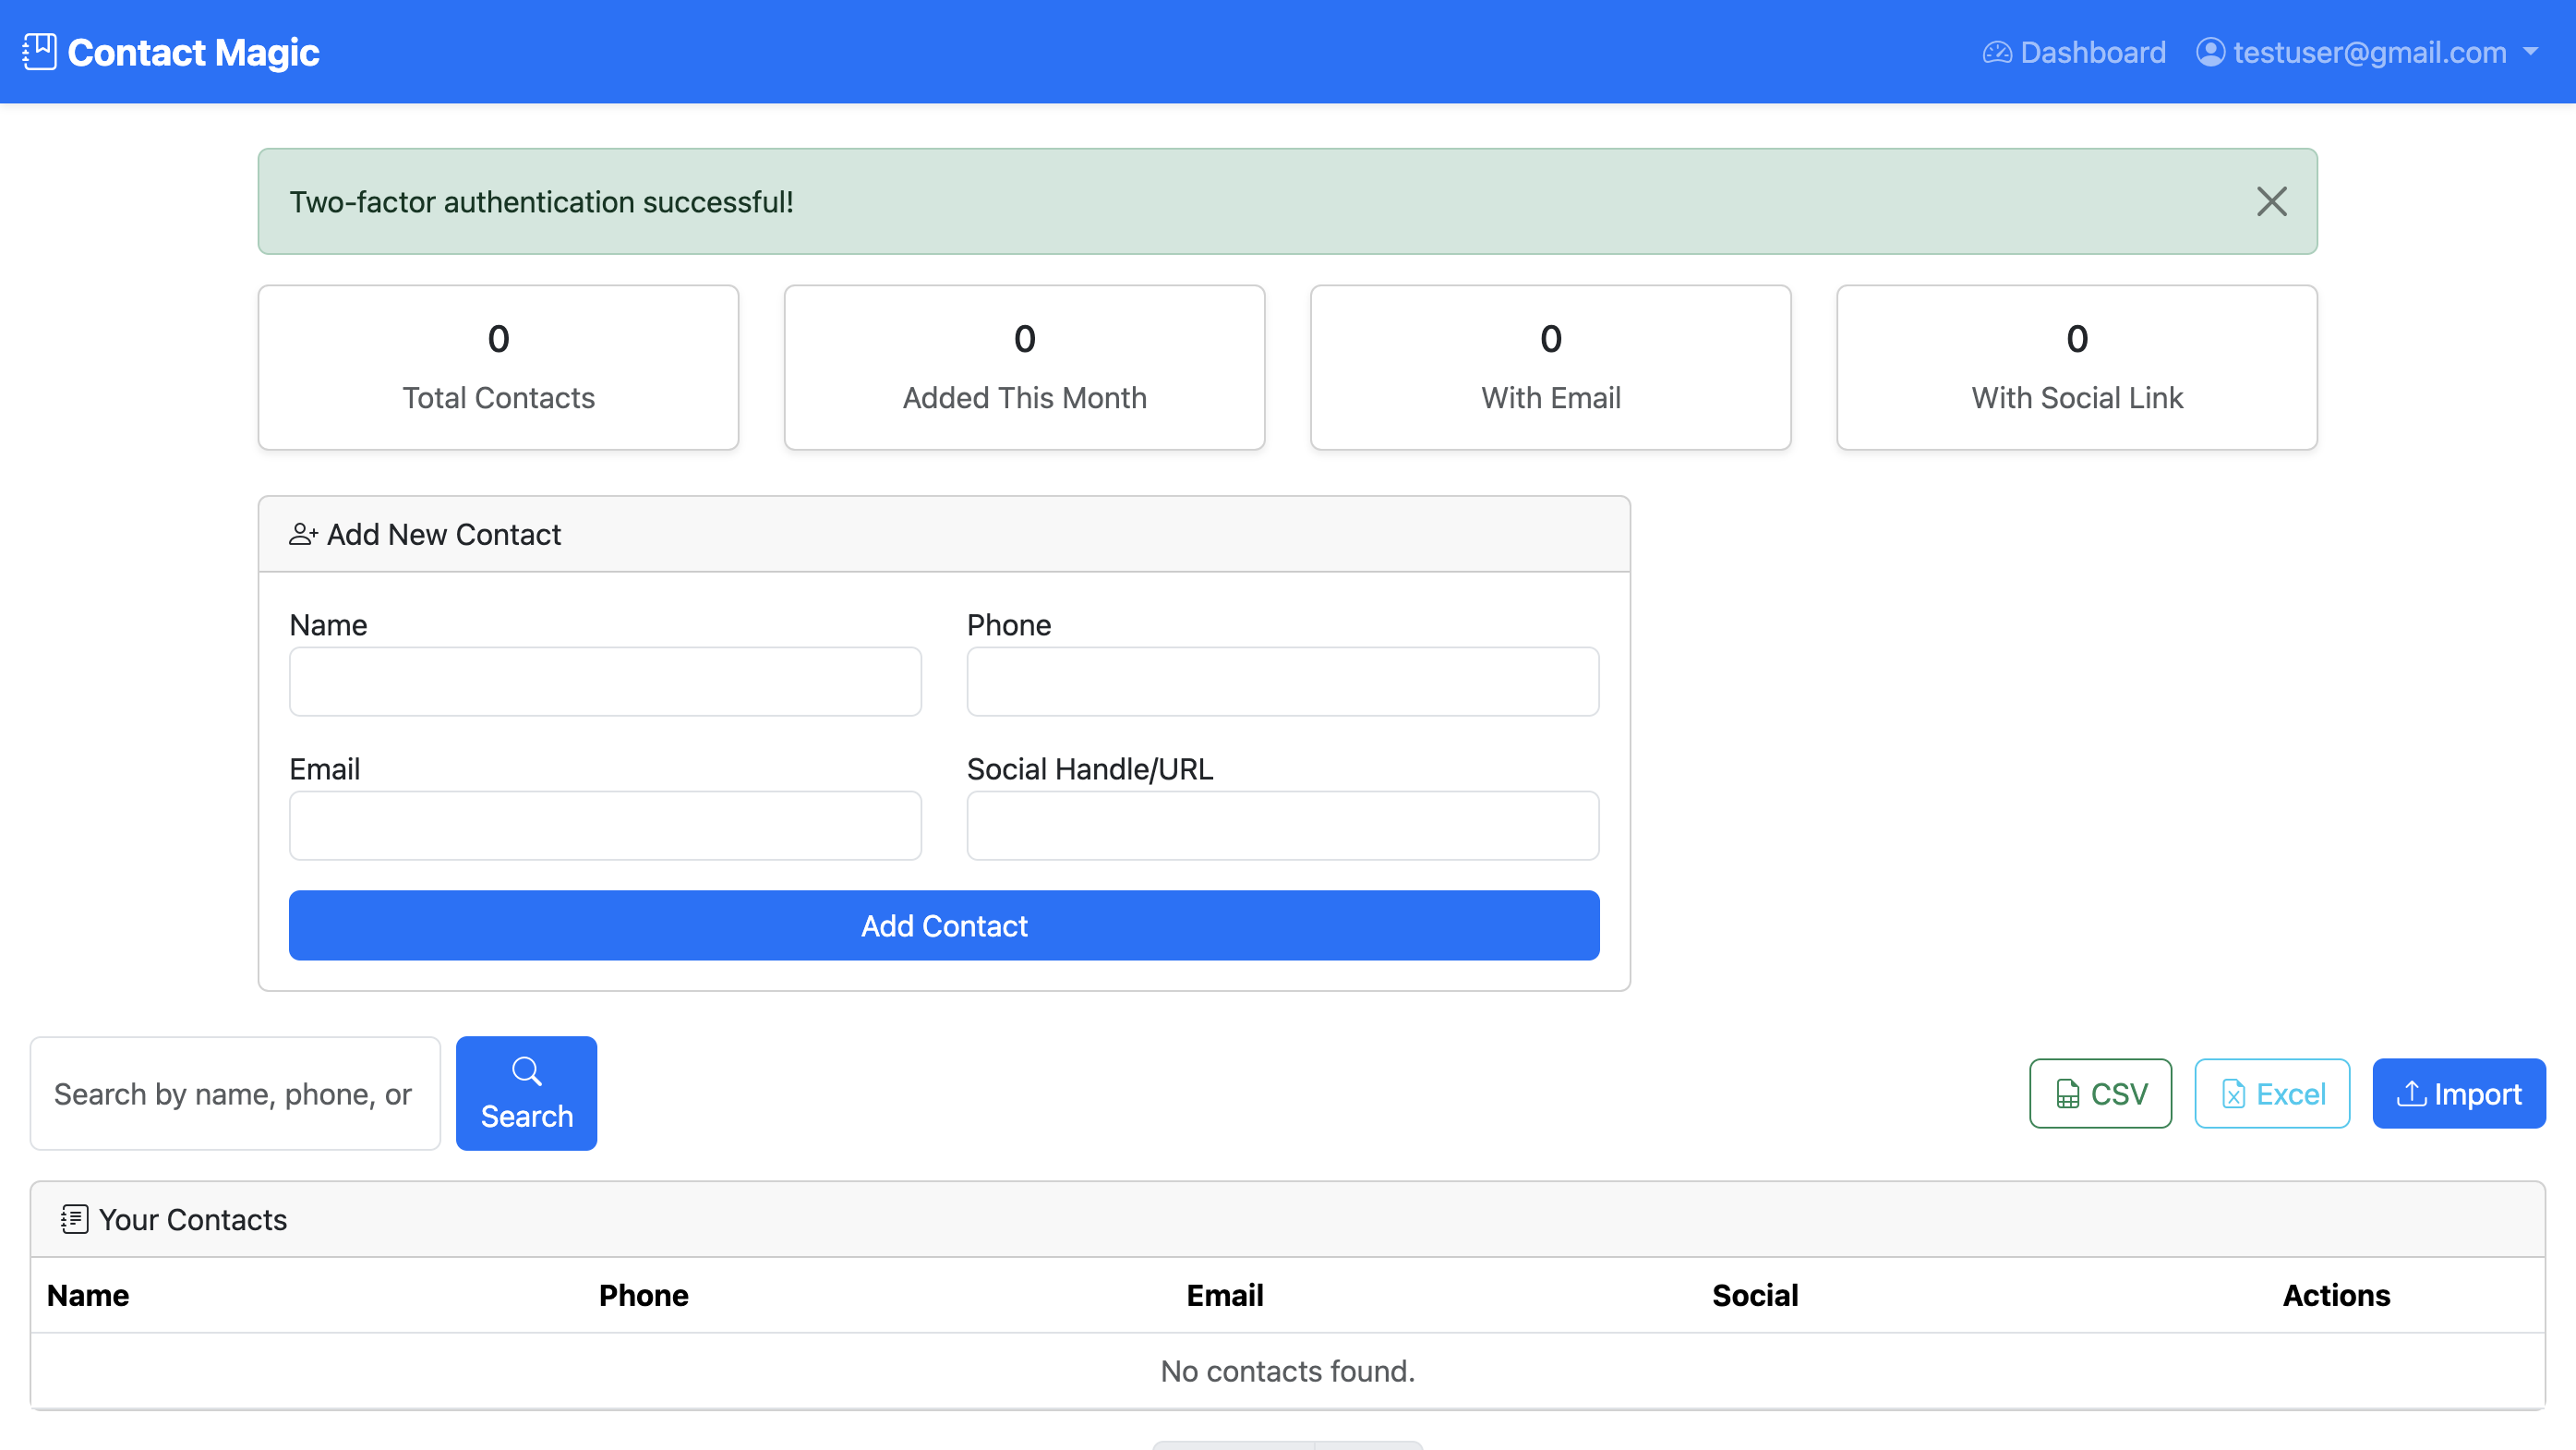 Contact Magic
Dashboard
testuser@gmail.com
Two-factor authentication successful!
0
Total Contacts
0
Added This Month
0
With Email
0
With Social Link
Add New Contact
Name
Phone
Email
Social Handle/URL
Add Contact
Search by name, phone, or
Search
CSV
Excel
Import
Your Contacts
Name Phone Email Social Actions
No contacts found.